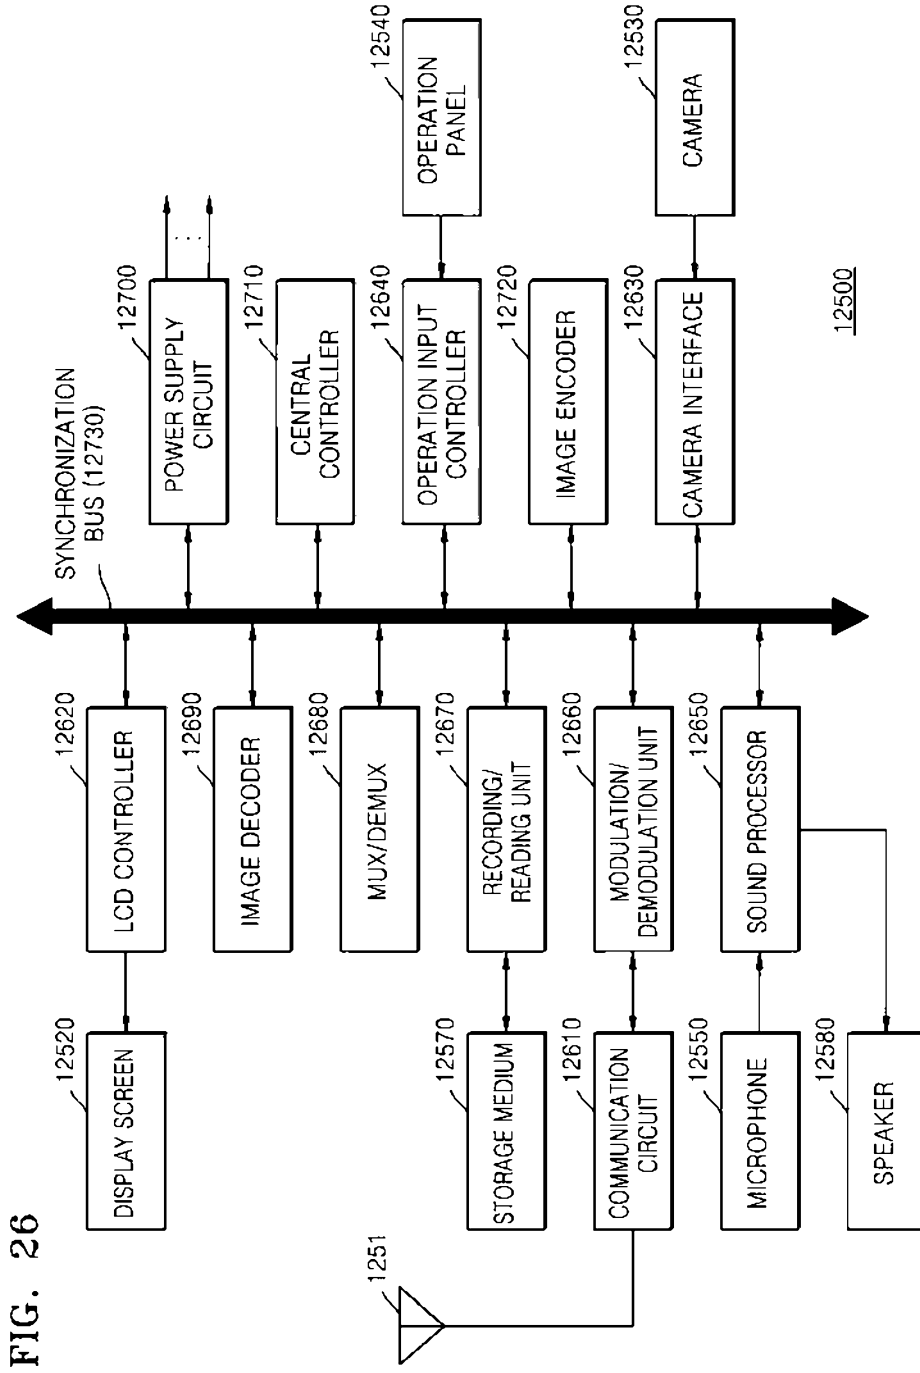 FIG. 26
1251
DISPLAY SCREEN
12520
STORAGE MEDIUM
12570
COMMUNICATION
CIRCUIT
12610
MICROPHONE
12550
SPEAKER
12580
LCD CONTROLLER
12620
IMAGE DECODER
12690
MUX/DEMUX
12680
RECORDING/
READING UNIT
12670
MODULATION/
DEMODULATION UNIT
12660
SOUND PROCESSOR
12650
SYNCHRONIZATION
BUS (12730)
POWER SUPPLY
CIRCUIT
12700
CENTRAL
CONTROLLER
12710
OPERATION INPUT
CONTROLLER
12640
IMAGE ENCODER
12720
CAMERA INTERFACE
12630
OPERATION
PANEL
12540
CAMERA
12530
12500